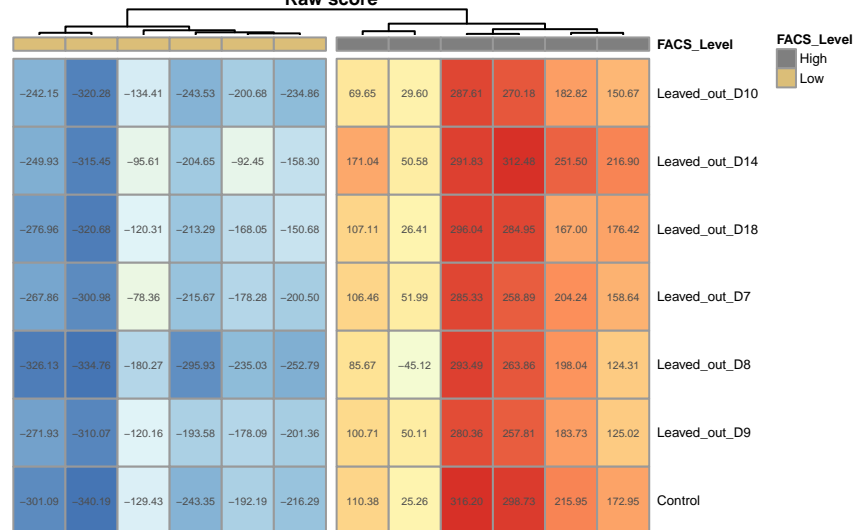 Raw score
FACS_Level
FACS_Level
High
Low
−242.15 −320.28 −134.41 −243.53 −200.68 −234.86 69.65 29.60 287.61 270.18 182.82 150.67 Leaved_out_D10
−249.93 −315.45 −95.61 −204.65 −92.45 −158.30 171.04 50.58 291.83 312.46 251.50 216.90 Leaved_out_D14
−276.96 −320.68 −120.31 −213.29 −168.05 −150.68 107.11 26.41 296.04 284.95 167.00 176.42 Leaved_out_D18
−267.86 −300.98 −78.36 −215.67 −178.28 −200.50 106.46 51.99 285.33 258.89 204.24 158.64 Leaved_out_D7
−326.13 −334.76 −180.27 −295.93 −235.03 −252.79 85.67 −45.12 293.49 263.86 198.04 124.31 Leaved_out_D8
−271.93 −310.07 −120.16 −193.58 −178.09 −201.36 100.71 50.11 280.36 257.81 183.73 125.02 Leaved_out_D9
−301.09 −340.19 −129.43 −243.35 −192.19 −216.29 110.38 25.26 316.20 298.73 215.95 172.95 Control